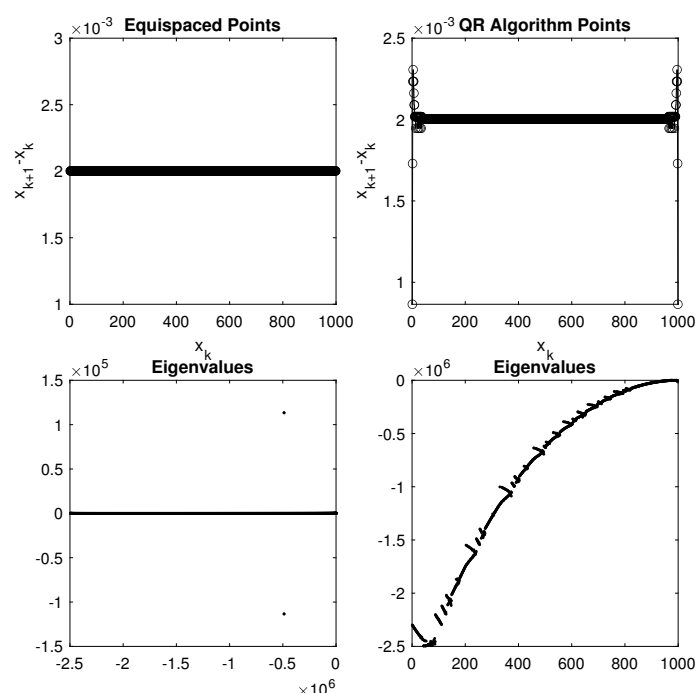 Equispaced Points
×10⁻³
3
2.5
2
1.5
1
0 200 400 600 800 1000
x_k
x_{k+1}-x_k
QR Algorithm Points
×10⁻³
2.5
2
1.5
1
0 200 400 600 800 1000
x_k
x_{k+1}-x_k
Eigenvalues
×10⁵
1.5
1
0.5
0
-0.5
-1
-1.5
-2.5 -2 -1.5 -1 -0.5 0
×10⁶
Eigenvalues
×10⁶
0
-0.5
-1
-1.5
-2
-2.5
0 200 400 600 800 1000